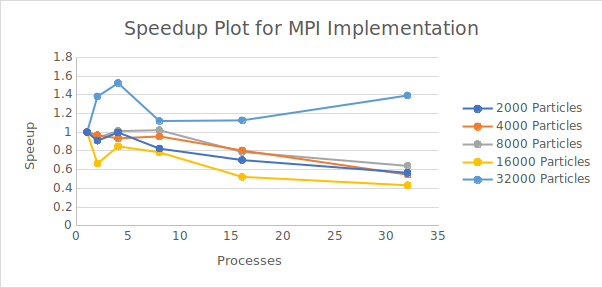 Speedup Plot for MPI Implementation
1.8
1.6
1.4
1.2
1
0.8
0.6
0.4
0.2
0
Speeup
0 5 10 15 20 25 30 35
Processes
2000 Particles
4000 Particles
8000 Particles
16000 Particles
32000 Particles